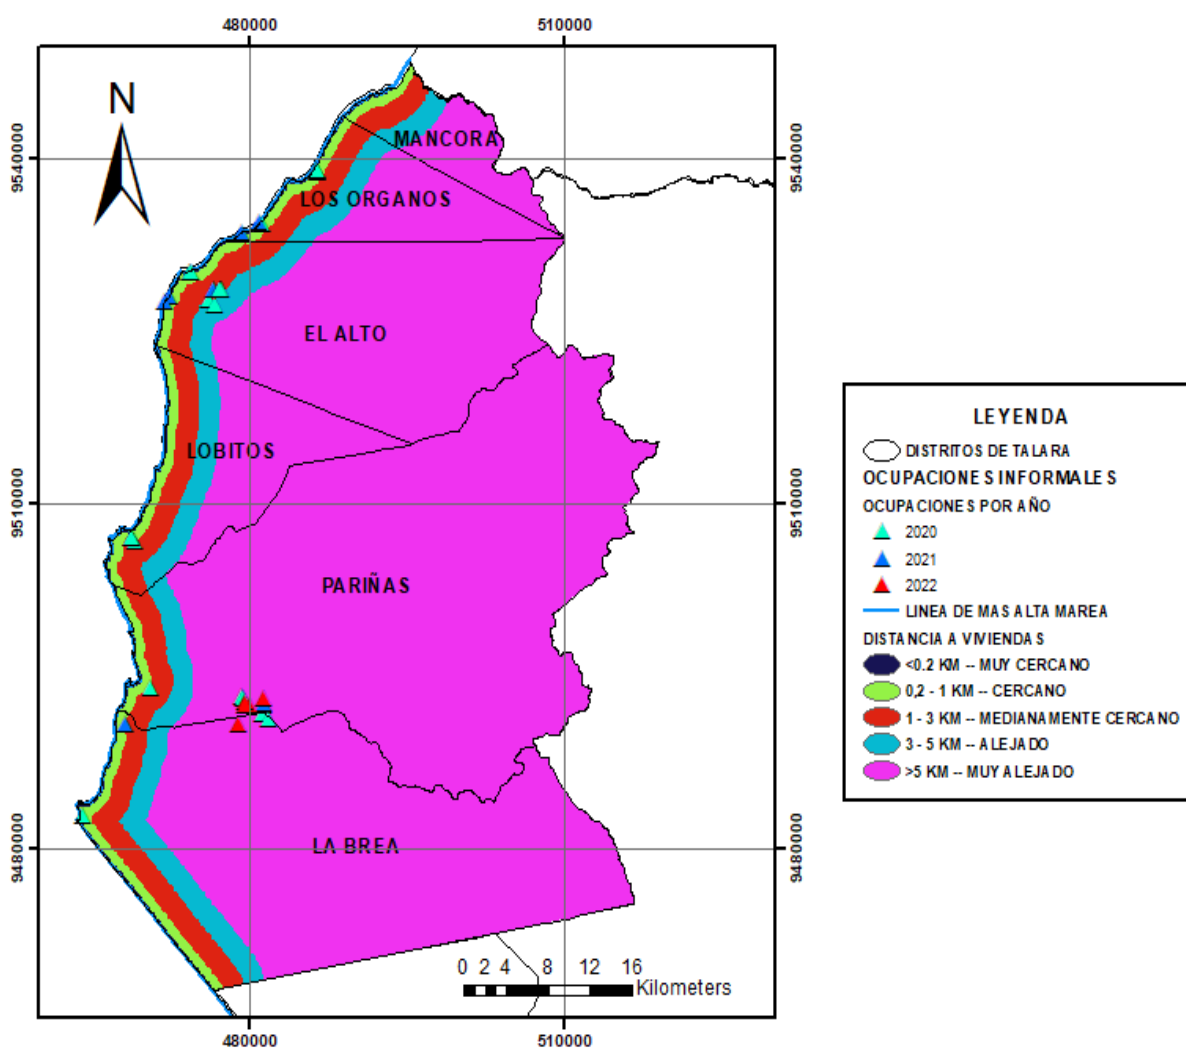 480000
510000
N
9540000
9540000
MANCORA
LOS ORGANOS
EL ALTO
LOBITOS
9510000
9510000
PARIÑAS
9480000
9480000
LA BREA
0 2 4 8 12 16
Kilometers
480000
510000
LEYENDA
DISTRITOS DE TALARA
OCUPACIONES INFORMALES
OCUPACIONES POR AÑO
2020
2021
2022
LINEA DE MAS ALTA MAREA
DISTANCIA A VIVIENDAS
<0.2 KM -- MUY CERCANO
0,2 - 1 KM -- CERCANO
1 - 3 KM -- MEDIANAMENTE CERCANO
3 - 5 KM -- ALEJADO
>5 KM -- MUY ALEJADO